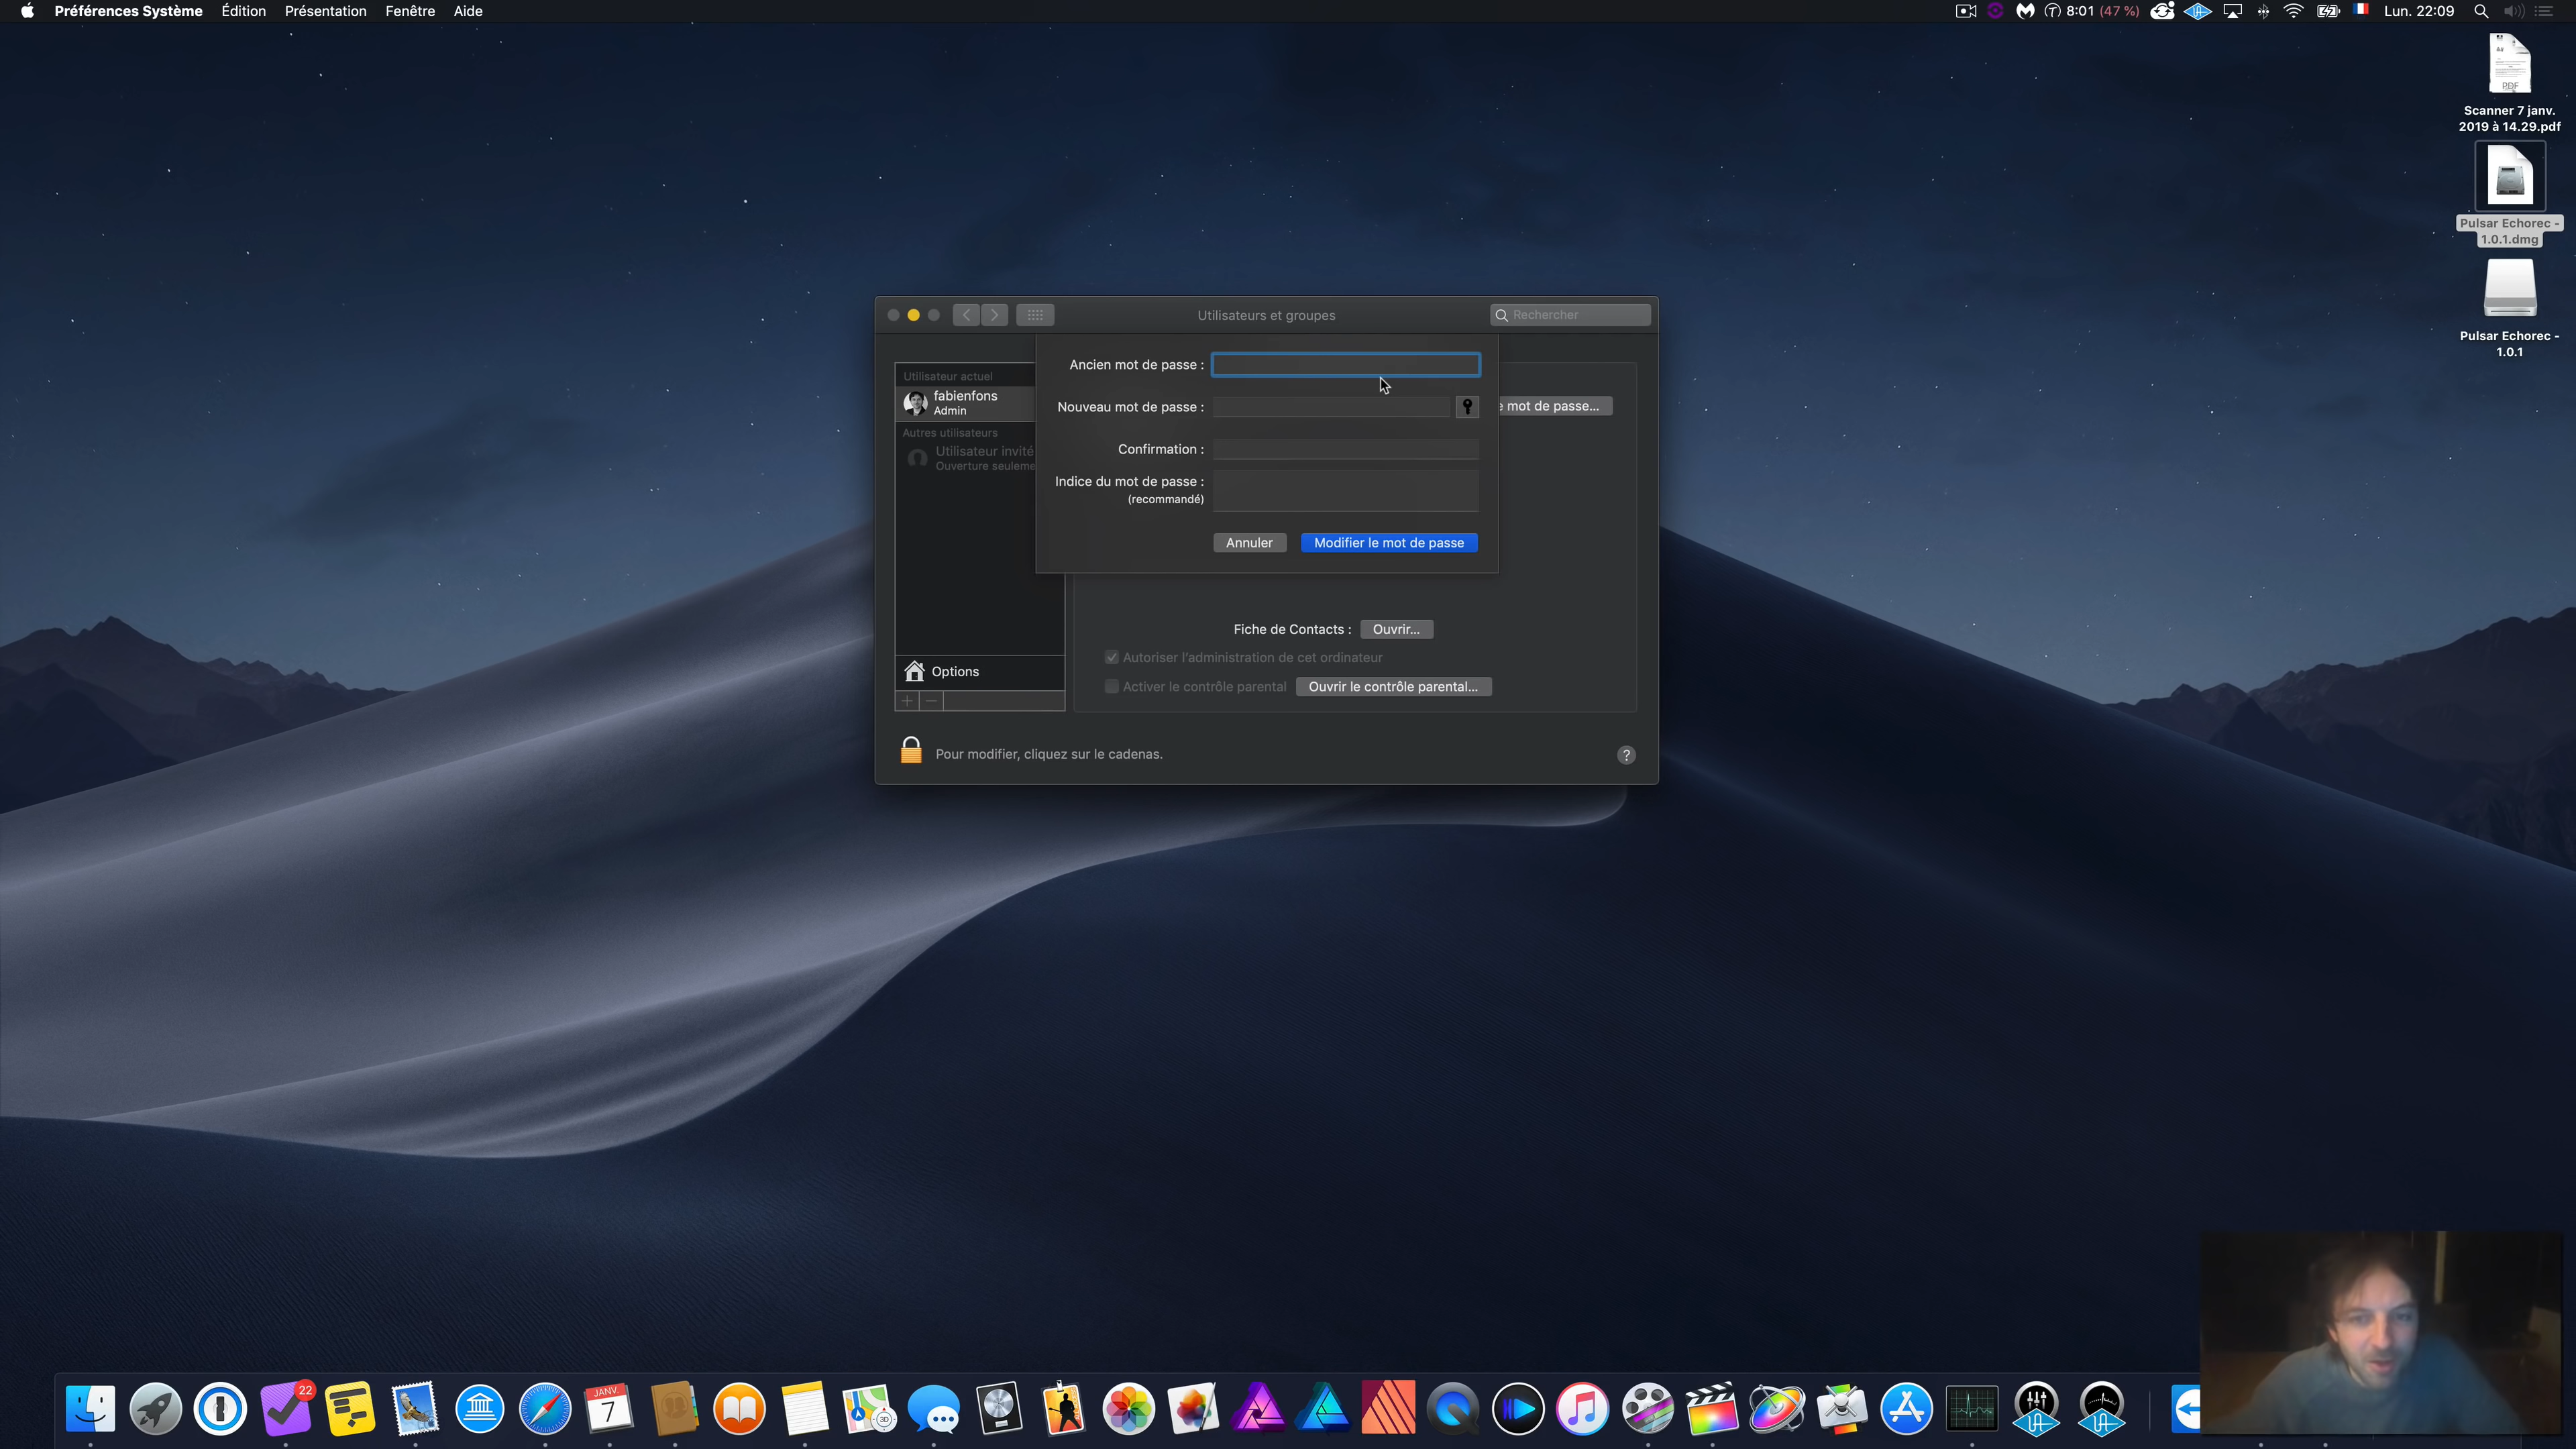 Préférences Système Édition Présentation Fenêtre Aide
8:01 (47 %) Lun. 22:09
PDF
Scanner 7 janv.
2019 à 14.29.pdf
Pulsar Echorec -
1.0.1.dmg
Pulsar Echorec -
1.0.1
Utilisateurs et groupes
Rechercher
Utilisateur actuel
fabienfons
Admin
Autres utilisateurs
Utilisateur invité
Ouverture seuleme
Ancien mot de passe :
Nouveau mot de passe :
e mot de passe...
Confirmation :
Indice du mot de passe :
(recommandé)
Annuler
Modifier le mot de passe
Fiche de Contacts :
Ouvrir...
Autoriser l'administration de cet ordinateur
Activer le contrôle parental
Ouvrir le contrôle parental...
Options
+ −
Pour modifier, cliquez sur le cadenas.
?
22
JANV.
7
3D